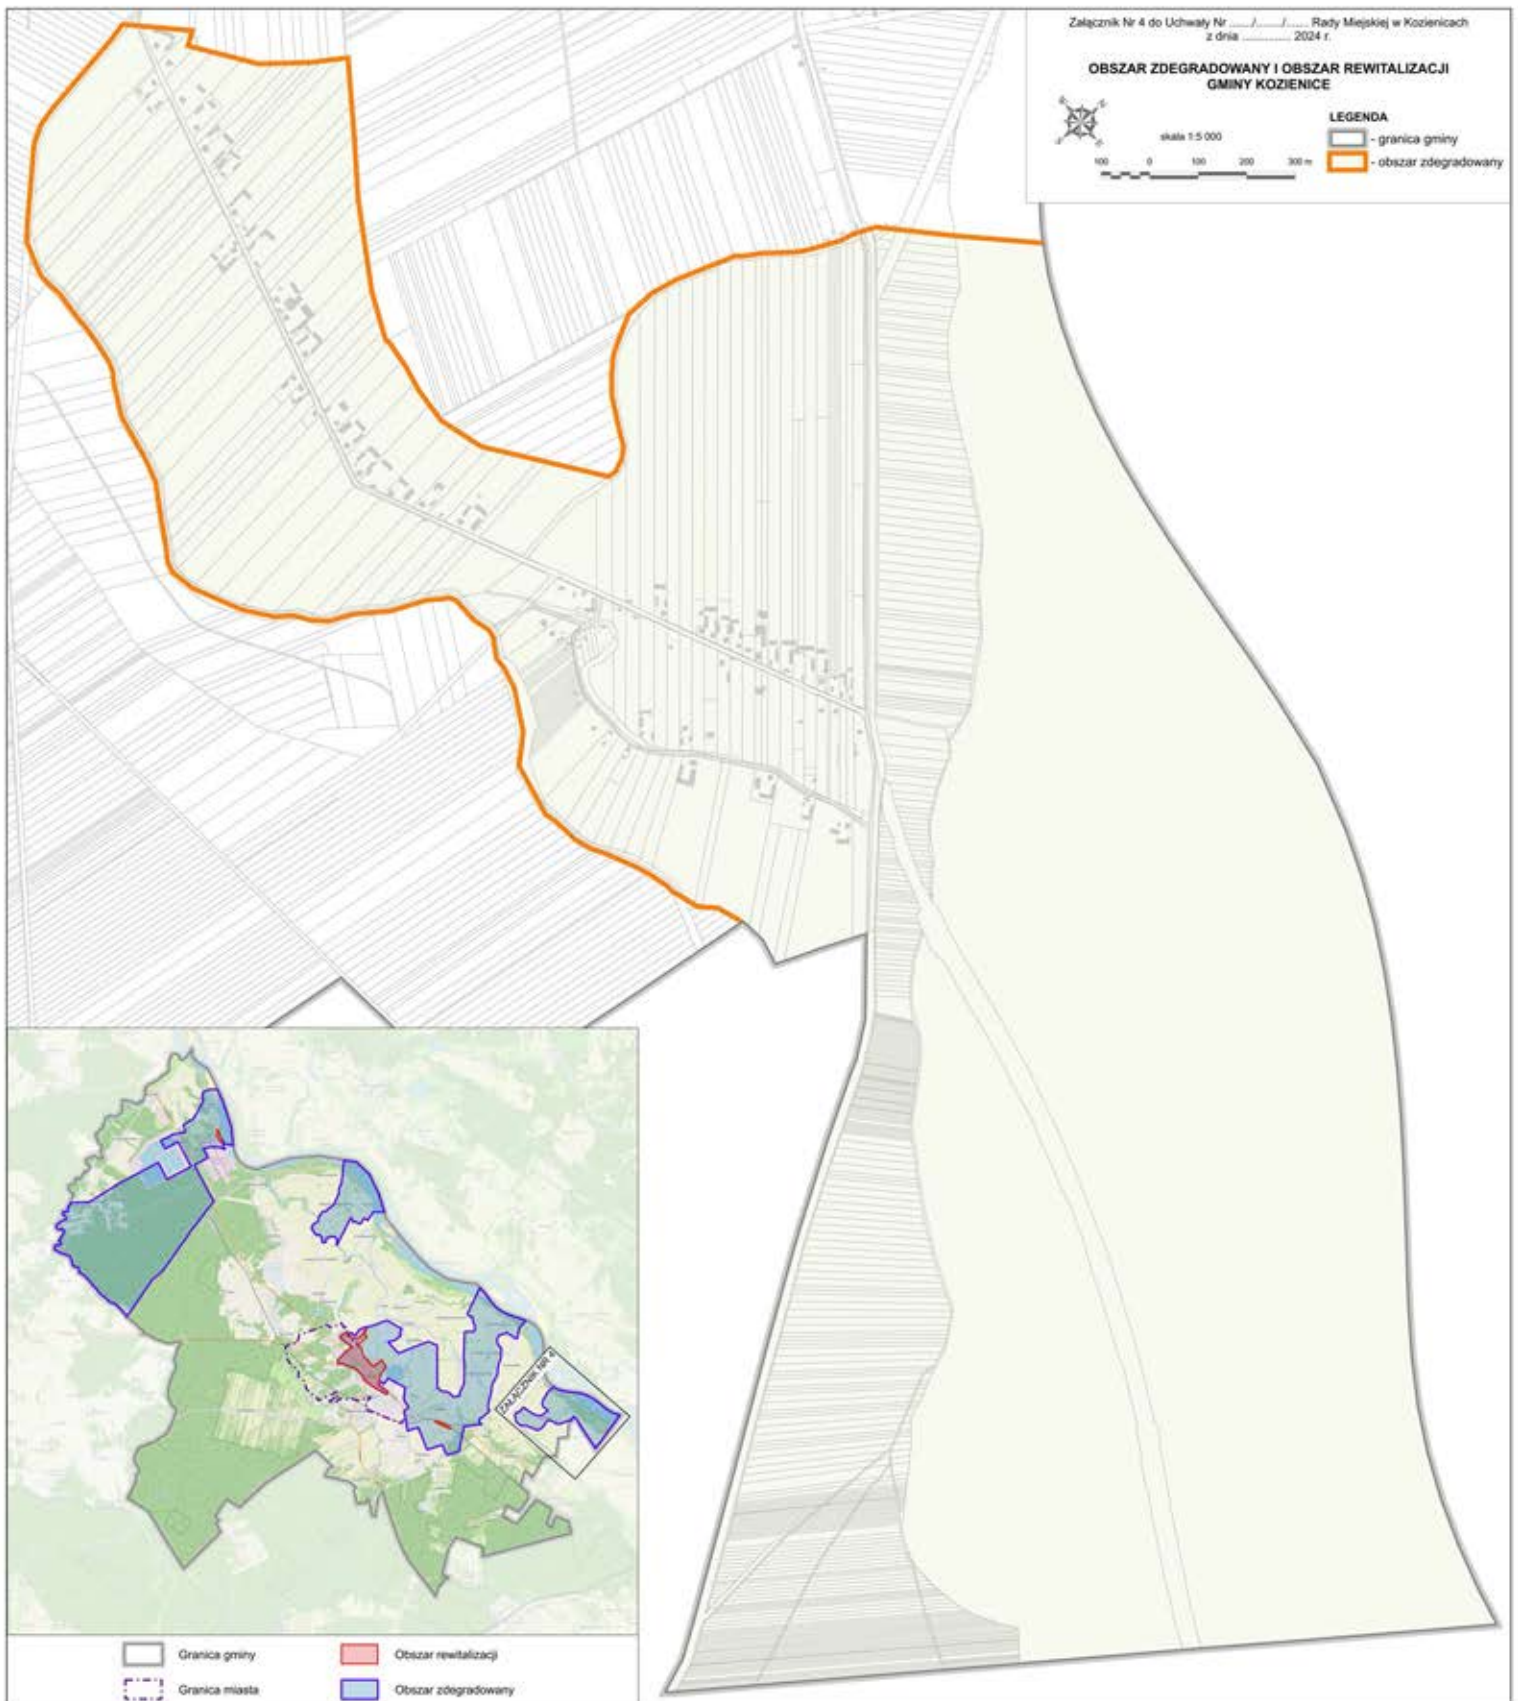 Załącznik Nr 4 do Uchwały Nr ....../......./....... Rady Miejskiej w Kozienicach
z dnia ................ 2024 r.
OBSZAR ZDEGRADOWANY I OBSZAR REWITALIZACJI
GMINY KOZIENICE
LEGENDA
skala 1:5 000
- granica gminy
100 0 100 200 300 m
- obszar zdegradowany
ZAŁĄCZNIK NR 4
Granica gminy
Obszar rewitalizacji
Granica miasta
Obszar zdegradowany